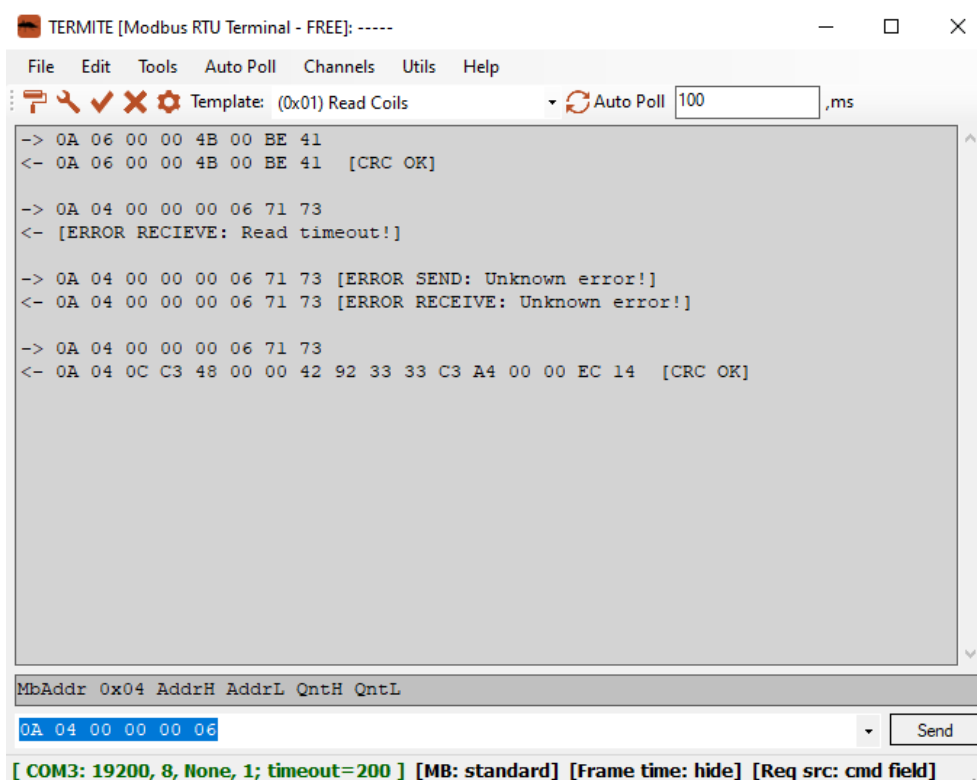 TERMITE [Modbus RTU Terminal - FREE]: -----
File Edit Tools Auto Poll Channels Utils Help
Template: (0x01) Read Coils Auto Poll 100 ,ms
-> 0A 06 00 00 4B 00 BE 41
<- 0A 06 00 00 4B 00 BE 41 [CRC OK]
-> 0A 04 00 00 00 06 71 73
<- [ERROR RECIEVE: Read timeout!]
-> 0A 04 00 00 00 06 71 73 [ERROR SEND: Unknown error!]
<- 0A 04 00 00 00 06 71 73 [ERROR RECEIVE: Unknown error!]
-> 0A 04 00 00 00 06 71 73
<- 0A 04 0C C3 48 00 00 42 92 33 33 C3 A4 00 00 EC 14 [CRC OK]
MbAddr 0x04 AddrH AddrL QntH QntL
0A 04 00 00 00 06 Send
[ COM3: 19200, 8, None, 1; timeout=200 ] [MB: standard] [Frame time: hide] [Req src: cmd field]